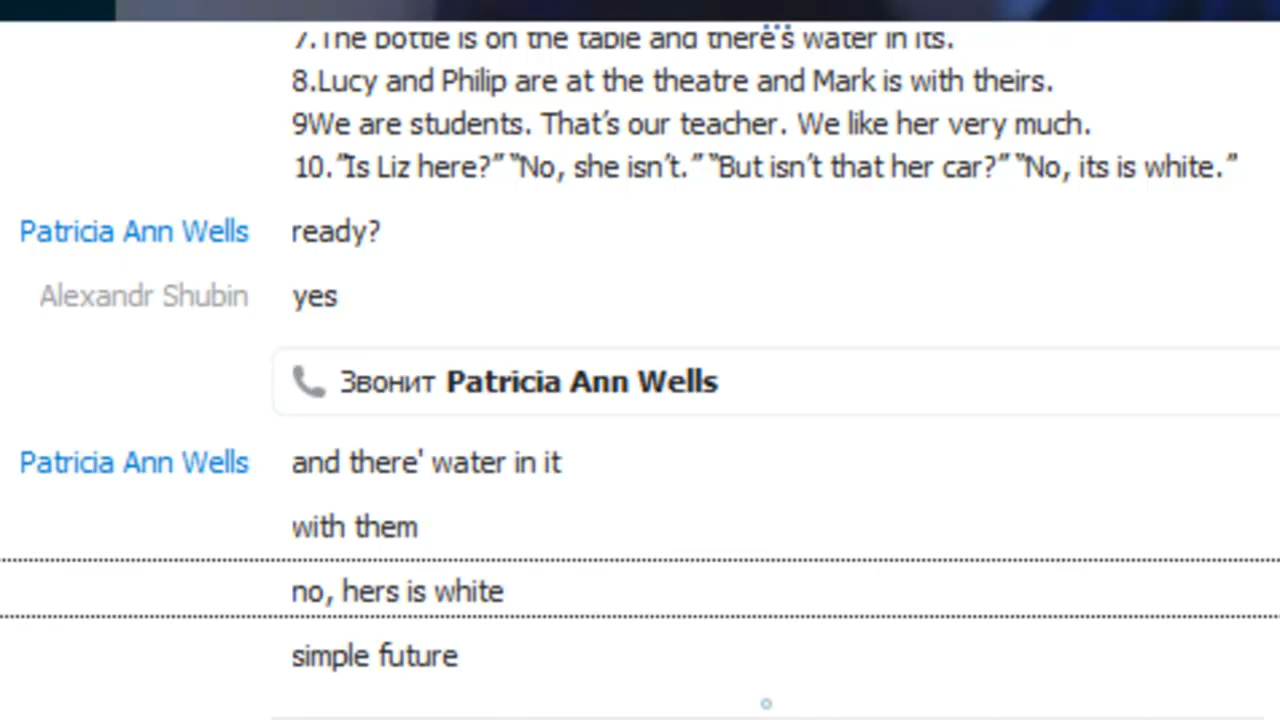 7.The bottle is on the table and there's water in its.
8.Lucy and Philip are at the theatre and Mark is with theirs.
9We are students. That’s our teacher. We like her very much.
10.”Is Liz here?” “No, she isn’t.” “But isn’t that her car?” “No, its is white.”
Patricia Ann Wells ready?
Alexandr Shubin yes
Звонит Patricia Ann Wells
Patricia Ann Wells and there' water in it
with them
no, hers is white
simple future